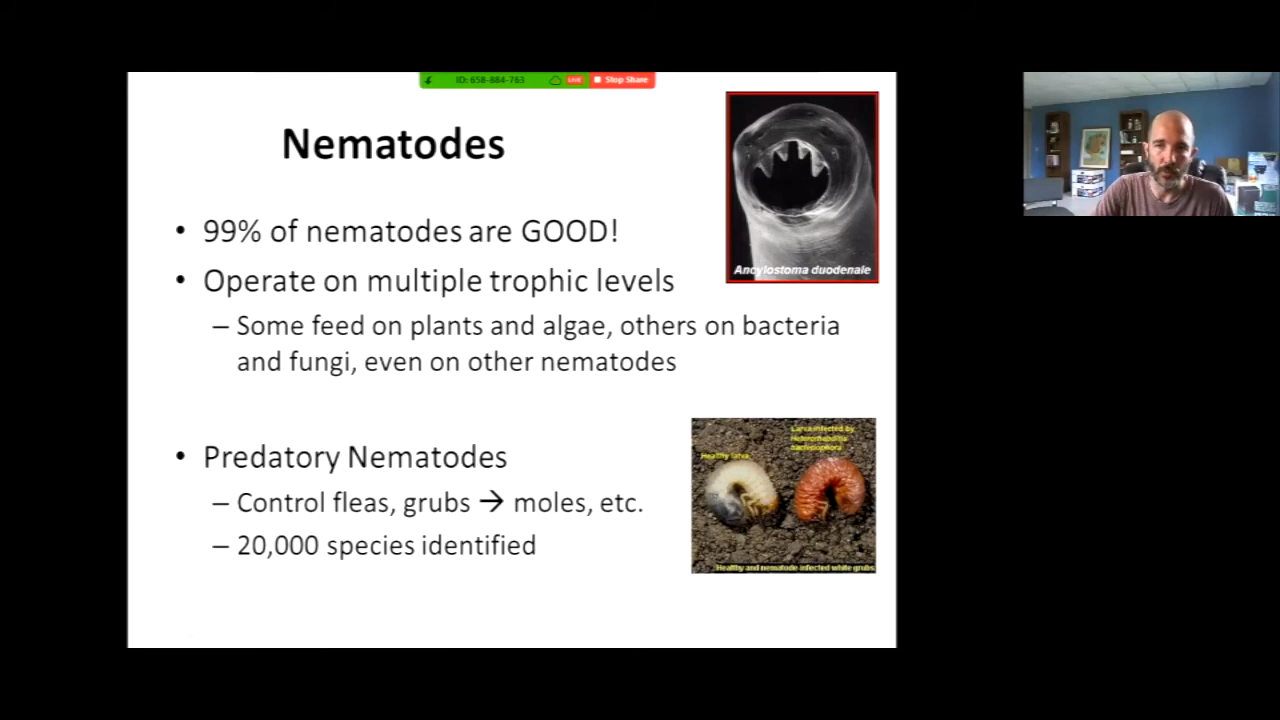 ID: 658-884-763 LIVE Stop Share
Nematodes
Ancylostoma duodenale
• 99% of nematodes are GOOD!
• Operate on multiple trophic levels
– Some feed on plants and algae, others on bacteria
and fungi, even on other nematodes
• Predatory Nematodes
– Control fleas, grubs → moles, etc.
– 20,000 species identified
Healthy larva
Larva infected by
Heterorhabditis
bacteriophora
Healthy and nematode-infected white grubs